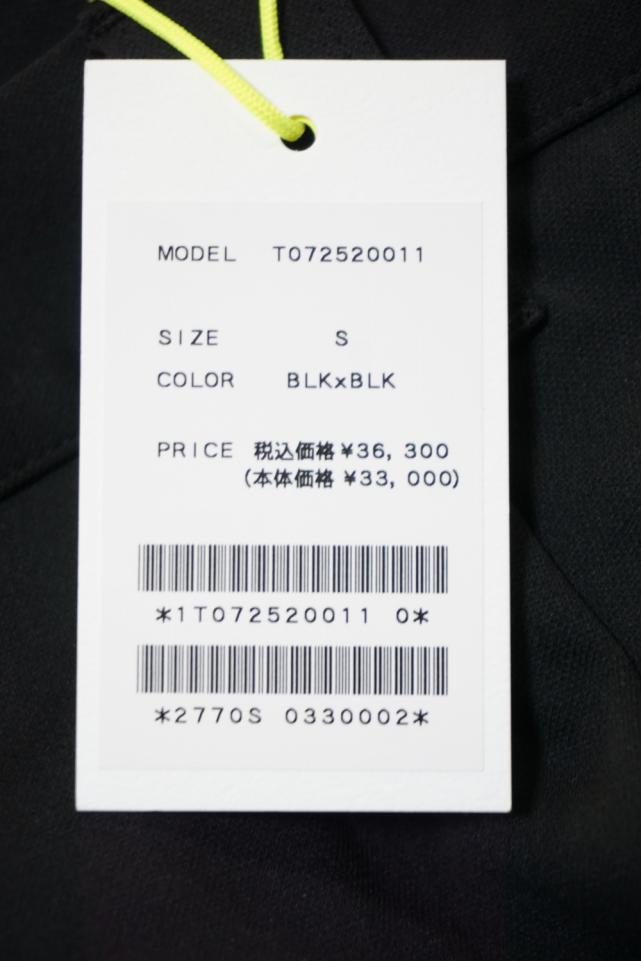 MODEL T072520011
SIZE S
COLOR BLKxBLK
PRICE 税込価格 ¥36, 300
(本体価格 ¥33, 000)
*1T072520011 0*
*2770S 0330002*